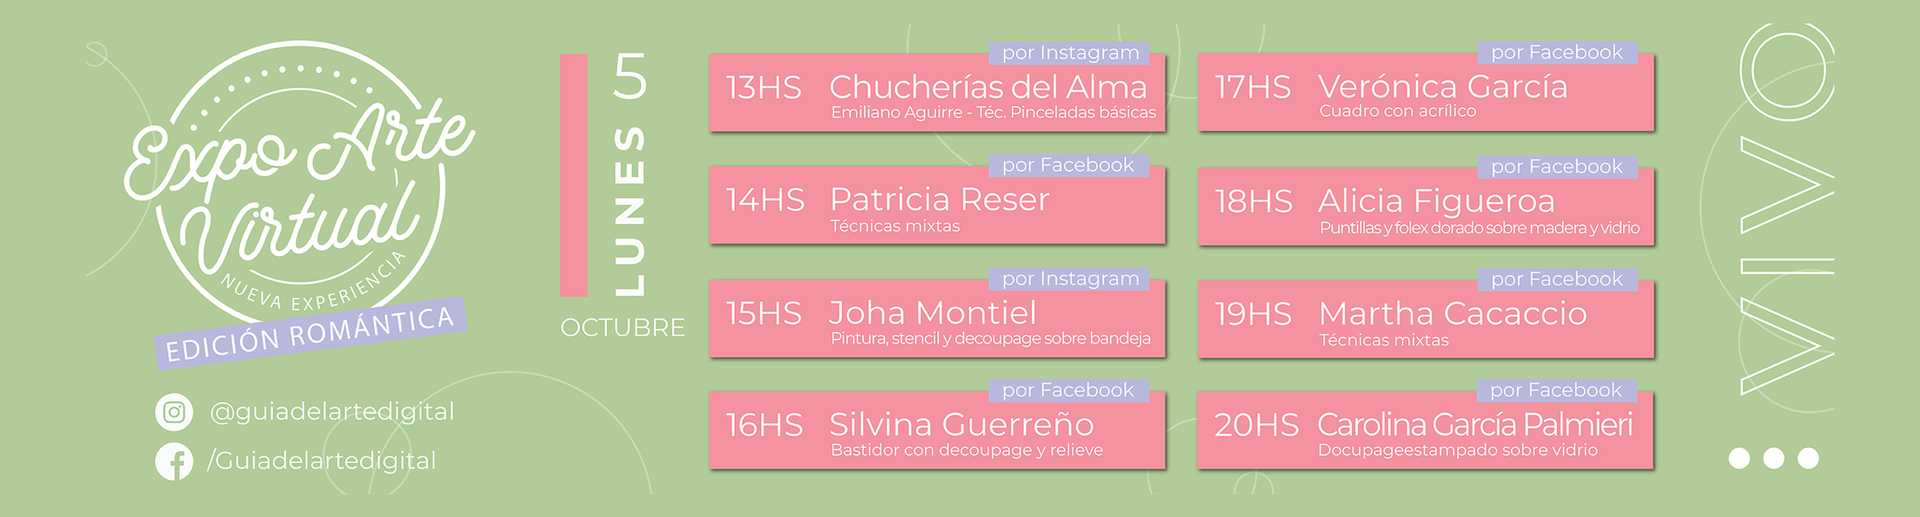 Expo Arte
Virtual
NUEVA EXPERIENCIA
EDICIÓN ROMÁNTICA
@guiadelartedigital
/Guiadelartedigital
LUNES 5
OCTUBRE
por Instagram
13HS Chucherías del Alma
Emiliano Aguirre - Téc. Pinceladas básicas
por Facebook
14HS Patricia Reser
Técnicas mixtas
por Instagram
15HS Joha Montiel
Pintura, stencil y decoupage sobre bandeja
por Facebook
16HS Silvina Guerreño
Bastidor con decoupage y relieve
por Facebook
17HS Verónica García
Cuadro con acrílico
por Facebook
18HS Alicia Figueroa
Puntillas y folex dorado sobre madera y vidrio
por Facebook
19HS Martha Cacaccio
Técnicas mixtas
por Facebook
20HS Carolina García Palmieri
Docupageestampado sobre vidrio
VIVO